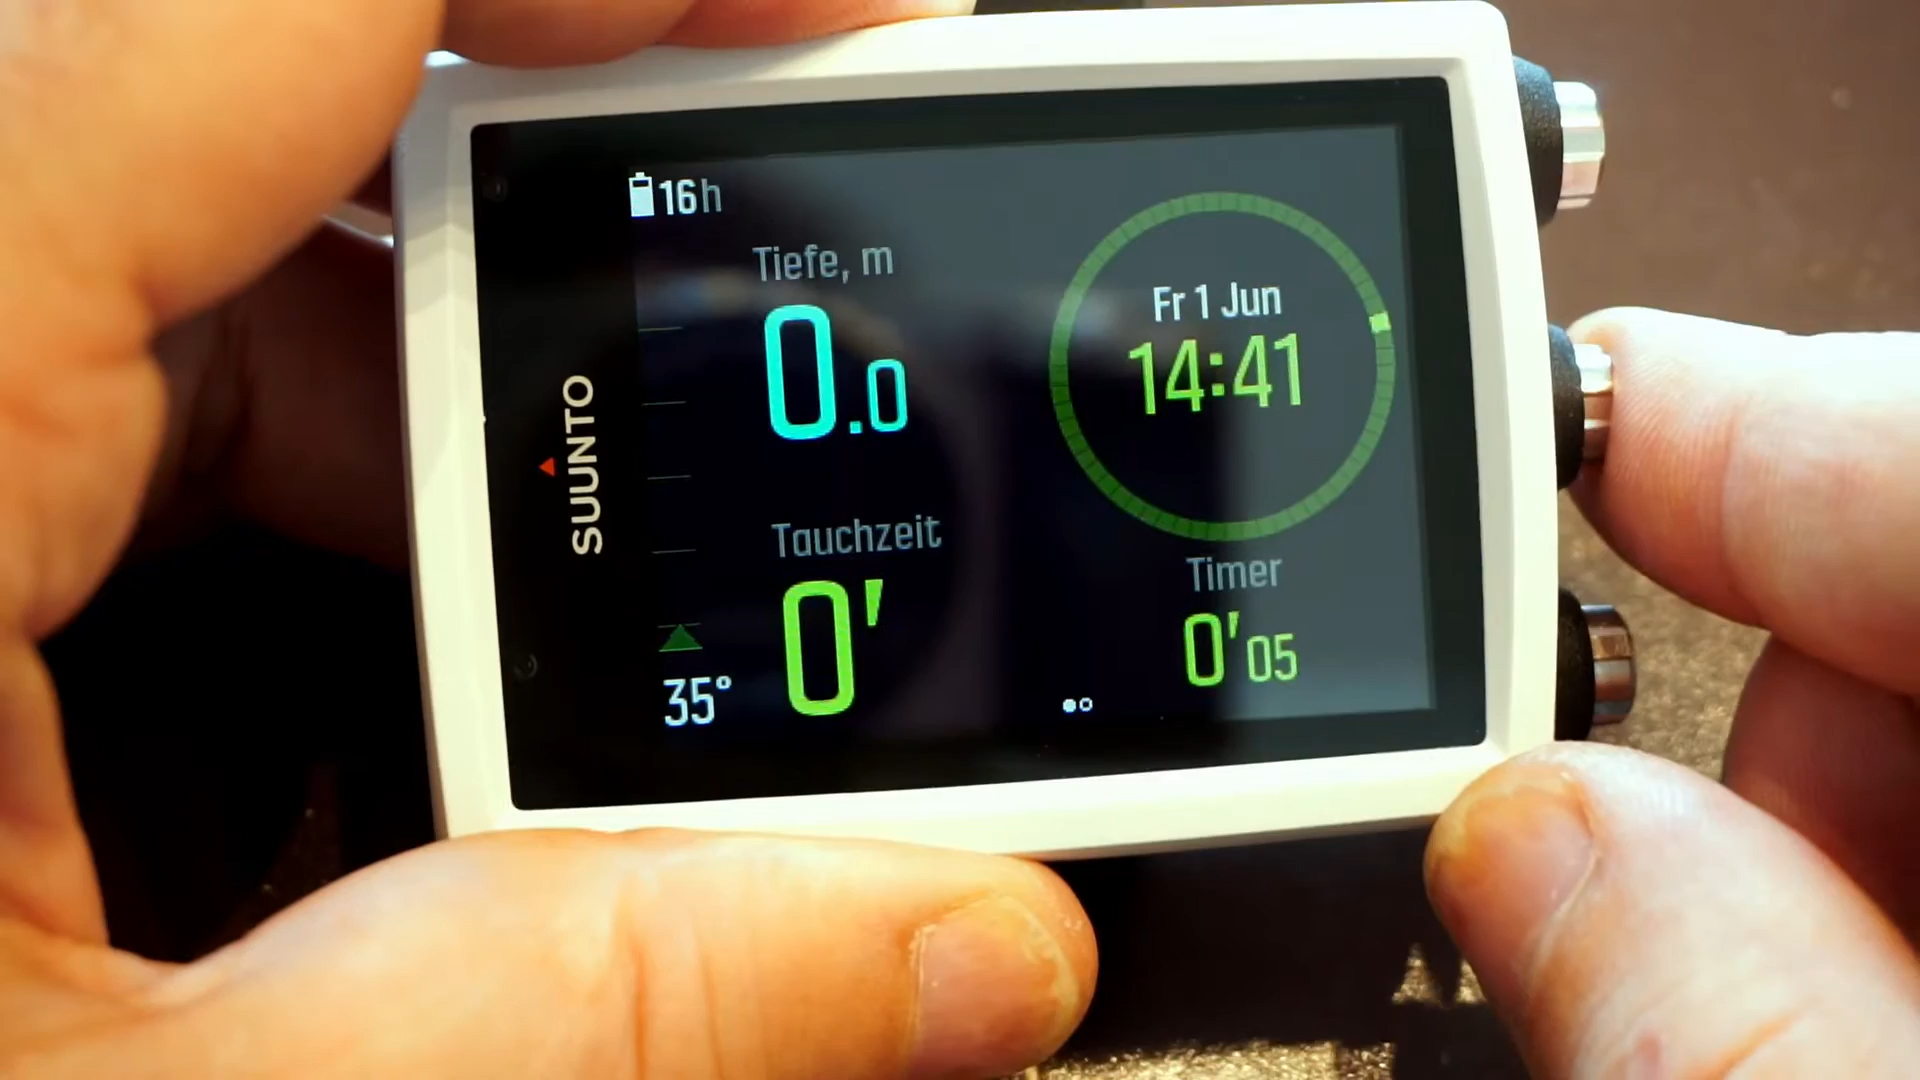 16h
Tiefe, m
0.0
Fr 1 Jun
14:41
SUUNTO
Tauchzeit
0'
Timer
0'05
35°